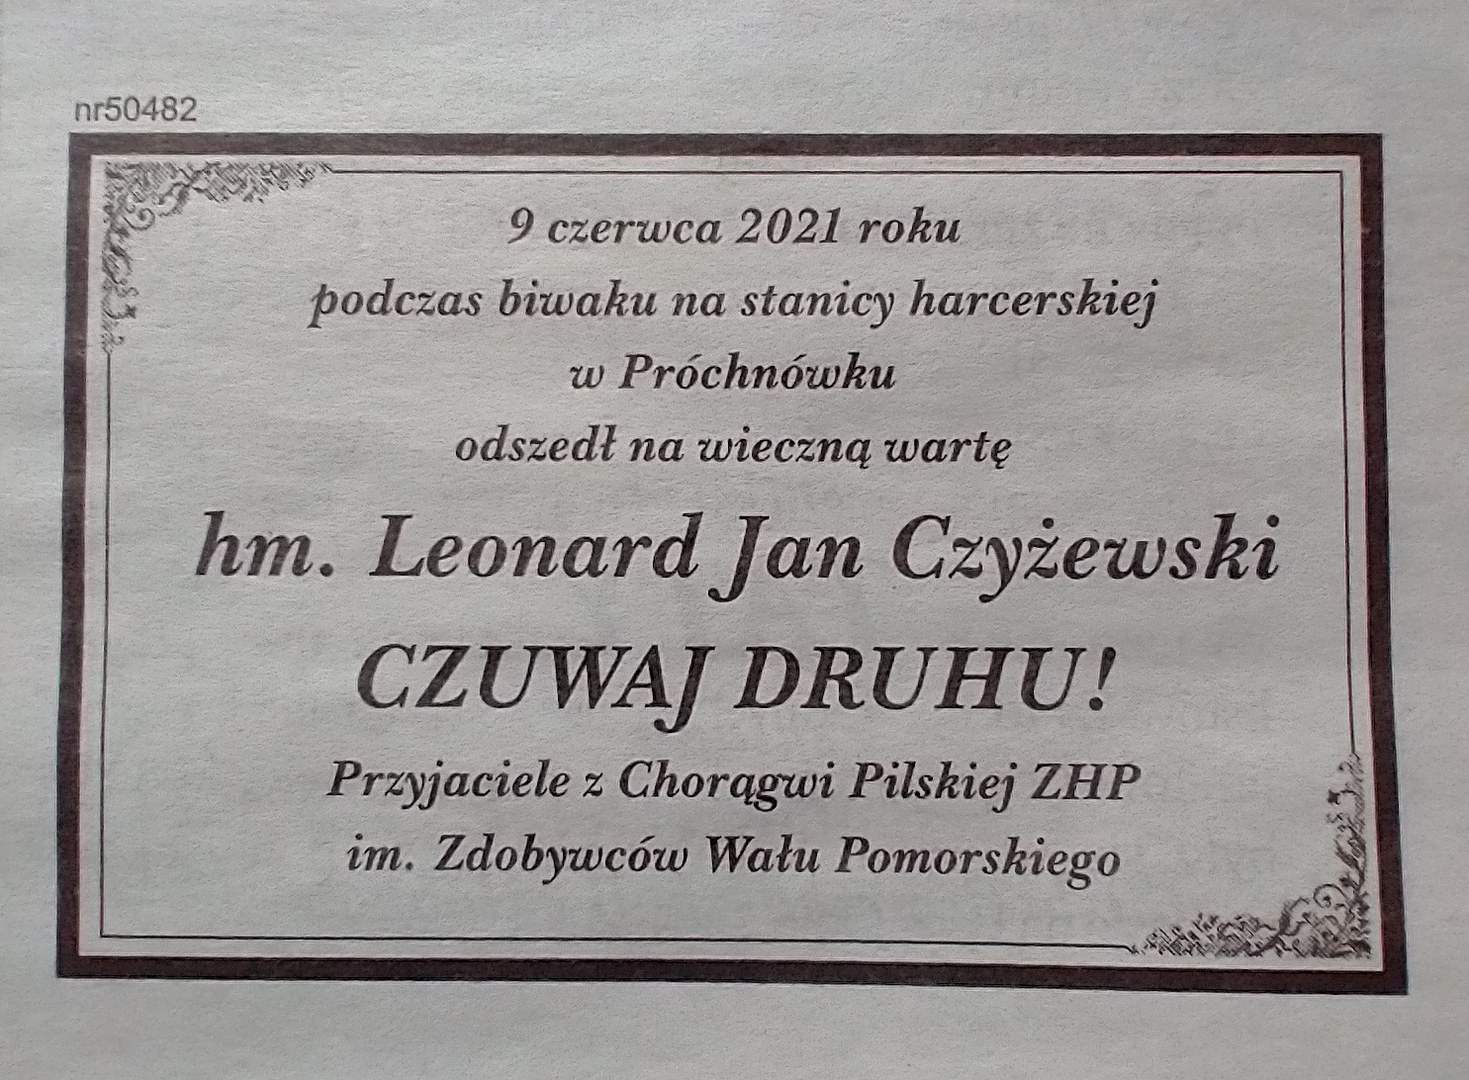 nr50482
9 czerwca 2021 roku
podczas biwaku na stanicy harcerskiej
w Próchnówku
odszedł na wieczną wartę
hm. Leonard Jan Czyżewski
CZUWAJ DRUHU!
Przyjaciele z Chorągwi Pilskiej ZHP
im. Zdobywców Wału Pomorskiego